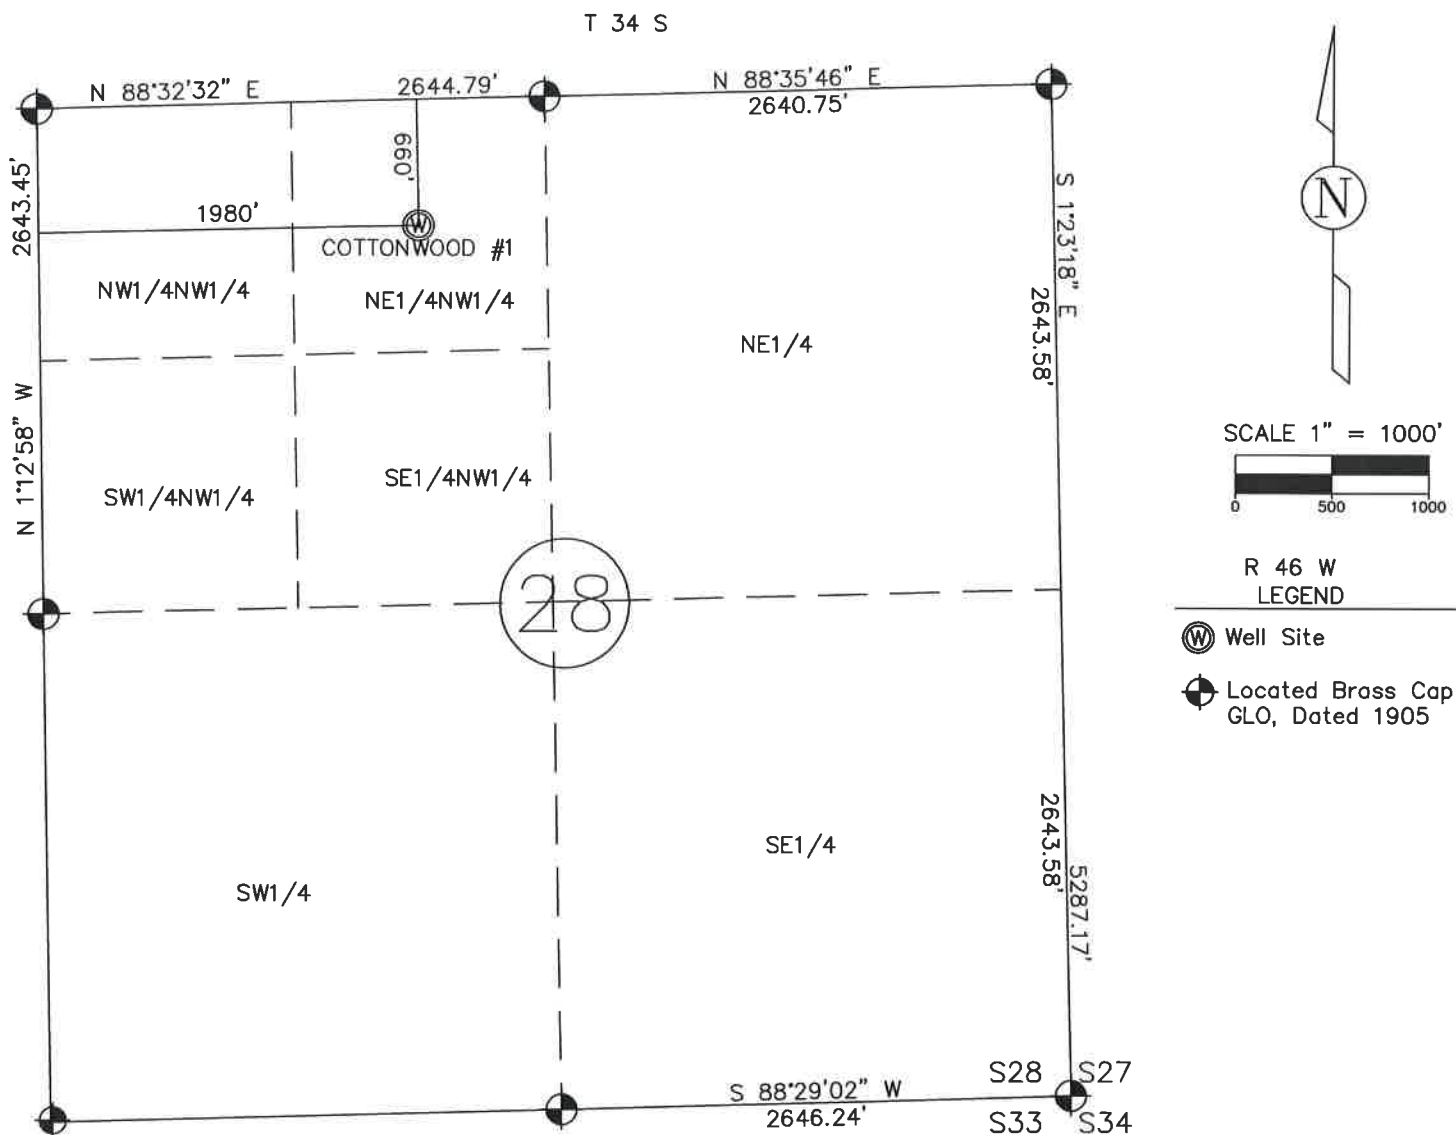 T 34 S
N 88°32'32" E
2644.79'
N 88°35'46" E
2640.75'
2643.45'
660'
1980'
W
COTTONWOOD #1
NW1/4NW1/4
NE1/4NW1/4
NE1/4
S 1°23'18" E
2643.58'
N
N 1°12'58" W
SW1/4NW1/4
SE1/4NW1/4
SCALE 1" = 1000'
0 500 1000
28
R 46 W
LEGEND
W Well Site
Located Brass Cap
GLO, Dated 1905
SW1/4
SE1/4
2643.58'
5287.17'
S 88°29'02" W
2646.24'
S28 S27
S33 S34